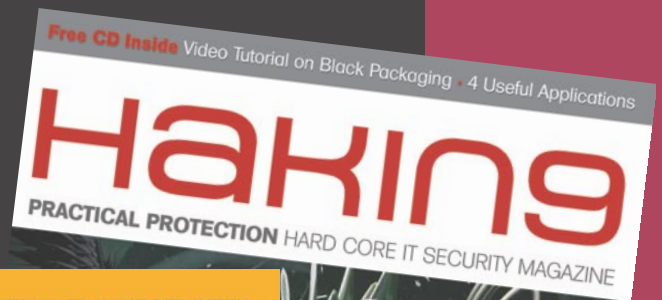 Free CD Inside Video Tutorial on Black Packaging • 4 Useful Applications
Hakin9
PRACTICAL PROTECTION HARD CORE IT SECURITY MAGAZINE